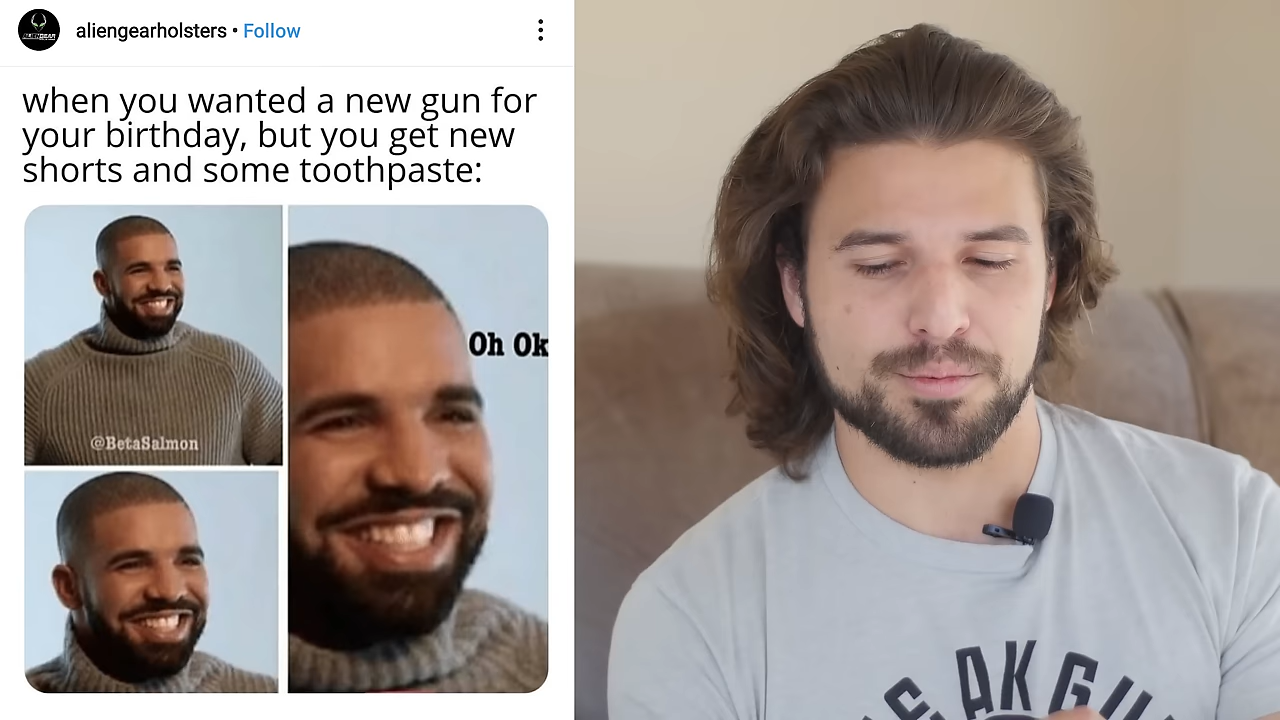 aliengearholsters • Follow
when you wanted a new gun for
your birthday, but you get new
shorts and some toothpaste:
Oh Ok
@BetaSalmon
AK